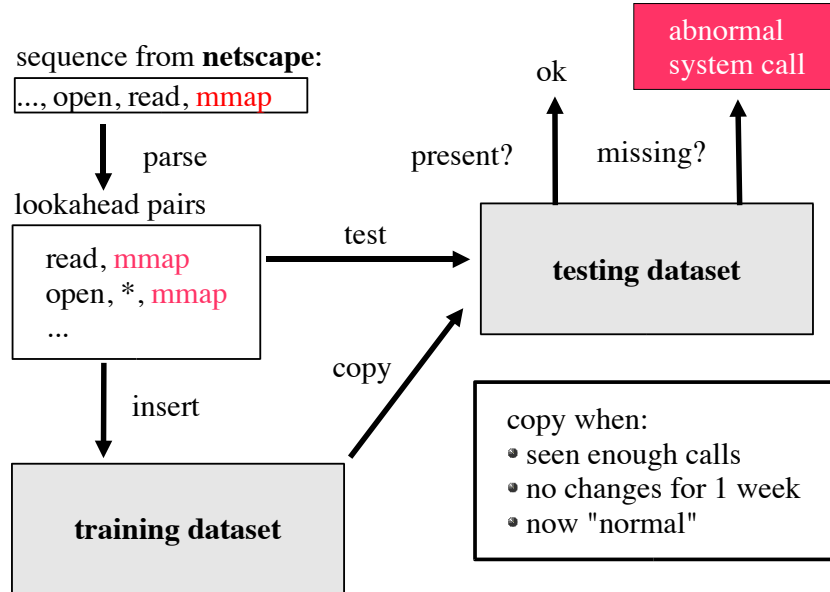 sequence from netscape:
..., open, read, mmap
parse
lookahead pairs
read, mmap
open, *, mmap
...
insert
training dataset
copy
test
testing dataset
present?
missing?
ok
abnormal
system call
copy when:
• seen enough calls
• no changes for 1 week
• now "normal"